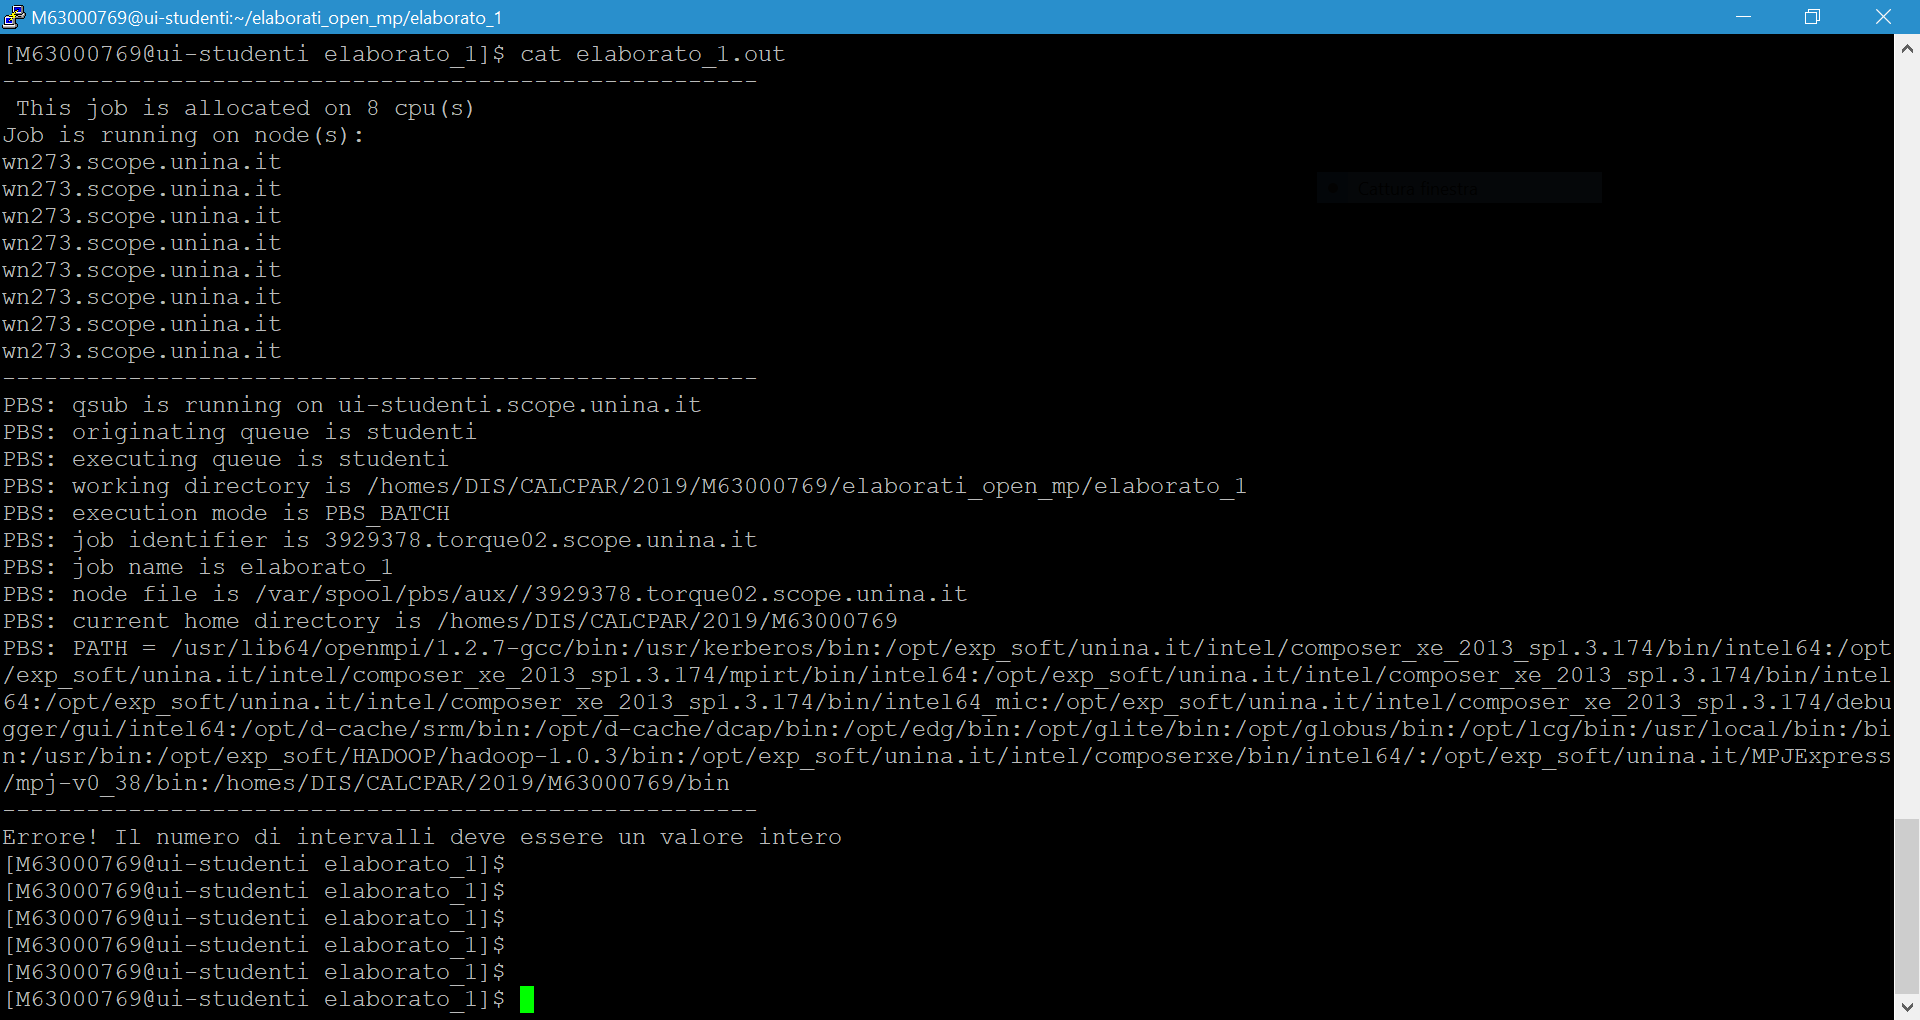 M63000769@ui-studenti:~/elaborati_open_mp/elaborato_1
[M63000769@ui-studenti elaborato_1]$ cat elaborato_1.out
------------------------------------------------------
 This job is allocated on 8 cpu(s)
Job is running on node(s):
wn273.scope.unina.it
wn273.scope.unina.it
wn273.scope.unina.it
Cattura finestra
wn273.scope.unina.it
wn273.scope.unina.it
wn273.scope.unina.it
wn273.scope.unina.it
wn273.scope.unina.it
------------------------------------------------------
PBS: qsub is running on ui-studenti.scope.unina.it
PBS: originating queue is studenti
PBS: executing queue is studenti
PBS: working directory is /homes/DIS/CALCPAR/2019/M63000769/elaborati_open_mp/elaborato_1
PBS: execution mode is PBS_BATCH
PBS: job identifier is 3929378.torque02.scope.unina.it
PBS: job name is elaborato_1
PBS: node file is /var/spool/pbs/aux//3929378.torque02.scope.unina.it
PBS: current home directory is /homes/DIS/CALCPAR/2019/M63000769
PBS: PATH = /usr/lib64/openmpi/1.2.7-gcc/bin:/usr/kerberos/bin:/opt/exp_soft/unina.it/intel/composer_xe_2013_sp1.3.174/bin/intel64:/opt
/exp_soft/unina.it/intel/composer_xe_2013_sp1.3.174/mpirt/bin/intel64:/opt/exp_soft/unina.it/intel/composer_xe_2013_sp1.3.174/bin/intel
64:/opt/exp_soft/unina.it/intel/composer_xe_2013_sp1.3.174/bin/intel64_mic:/opt/exp_soft/unina.it/intel/composer_xe_2013_sp1.3.174/debu
gger/gui/intel64:/opt/d-cache/srm/bin:/opt/d-cache/dcap/bin:/opt/edg/bin:/opt/glite/bin:/opt/globus/bin:/opt/lcg/bin:/usr/local/bin:/bi
n:/usr/bin:/opt/exp_soft/HADOOP/hadoop-1.0.3/bin:/opt/exp_soft/unina.it/intel/composerxe/bin/intel64/:/opt/exp_soft/unina.it/MPJExpress
/mpj-v0_38/bin:/homes/DIS/CALCPAR/2019/M63000769/bin
------------------------------------------------------
Errore! Il numero di intervalli deve essere un valore intero
[M63000769@ui-studenti elaborato_1]$
[M63000769@ui-studenti elaborato_1]$
[M63000769@ui-studenti elaborato_1]$
[M63000769@ui-studenti elaborato_1]$
[M63000769@ui-studenti elaborato_1]$
[M63000769@ui-studenti elaborato_1]$